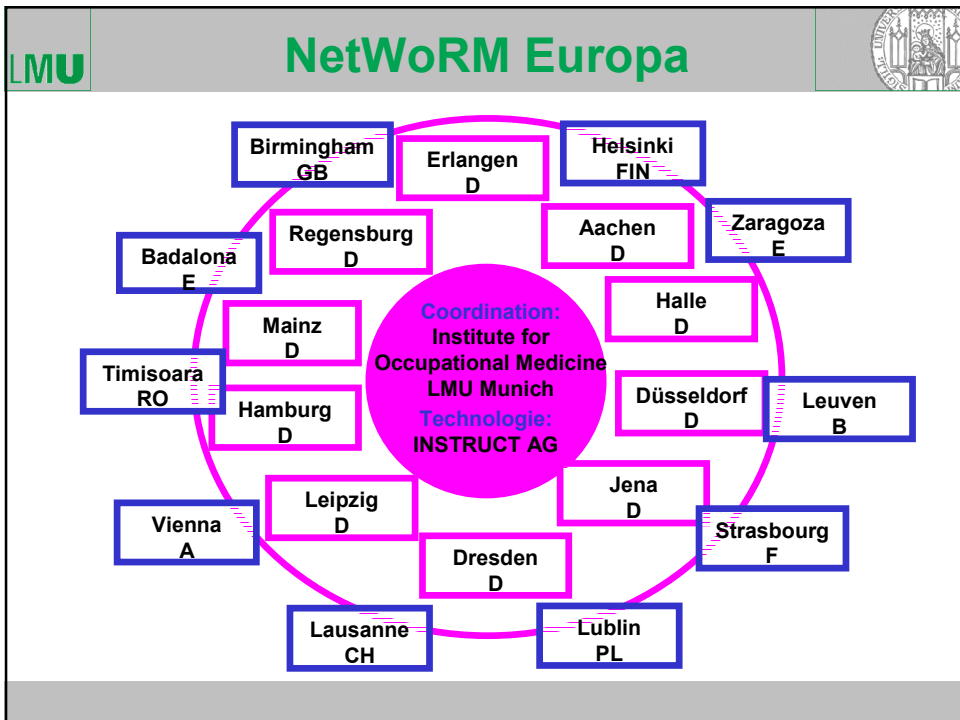 LMU
NetWoRM Europa
Birmingham
GB
Erlangen
D
Helsinki
FIN
Regensburg
D
Aachen
D
Zaragoza
E
Badalona
E
Halle
D
Mainz
D
Coordination:
Institute for
Occupational Medicine
LMU Munich
Technologie:
INSTRUCT AG
Timisoara
RO
Hamburg
D
Düsseldorf
D
Leuven
B
Leipzig
D
Jena
D
Vienna
A
Strasbourg
F
Dresden
D
Lausanne
CH
Lublin
PL